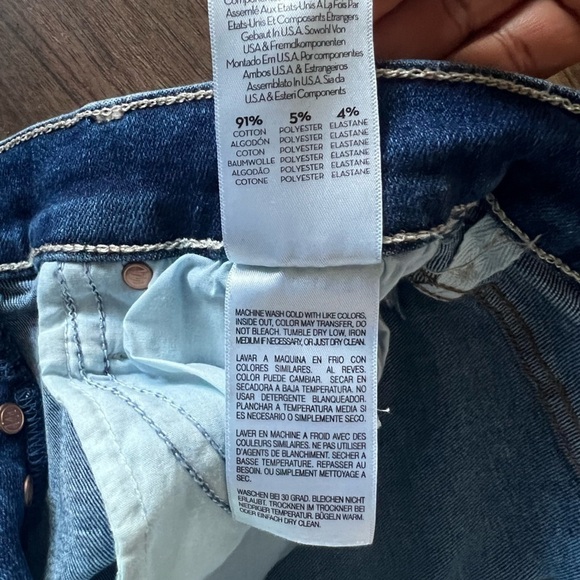 Assemblé Aux Etats-Unis A La Fois Par
Etats-Unis Et Composants Étrangers
Gebaut In U.S.A. Sowohl Von
USA & Fremdkomponenten
Montado Em U.S.A. Por componentes
Ambos U.S.A & Estrangeiros
Assemblato In U.S.A. Sia da
U.S.A & Esteri Components
91% 5% 4%
COTTON POLYESTER ELASTANE
ALGODÓN POLYESTER ELASTANE
COTON POLYESTER ELASTANE
BAUMWOLLE POLYESTER ELASTANE
ALGODÃO POLYESTER ELASTANE
COTONE POLYESTER ELASTANE
MACHINE WASH COLD WITH LIKE COLORS,
INSIDE OUT, COLOR MAY TRANSFER, DO
NOT BLEACH. TUMBLE DRY LOW, IRON
MEDIUM IF NECESSARY, OR JUST DRY CLEAN.
LAVAR A MAQUINA EN FRIO CON
COLORES SIMILARES. AL REVES.
COLOR PUEDE CAMBIAR. SECAR EN
SECADORA A BAJA TEMPERATURA. NO
USAR DETERGENTE BLANQUEADOR.
PLANCHAR A TEMPERATURA MEDIA SI
ES NECESARIO O SIMPLEMENTE SECO.
LAVER EN MACHINE A FROID AVEC DES
COULEURS SIMILAIRES. NE PAS UTILISER
D'AGENTS DE BLANCHIMENT. SÉCHER A
BASSE TEMPERATURE. REPASSER AU
BESOIN. OU SIMPLEMENT METTOYAGE A
SEC.
WASCHEN BEI 30 GRAD. BLEICHEN NICHT
ERLAUBT. TROCKNEN IM TROCKNER BEI
NIEDRIGER TEMPERATUR. BÜGELN WARM.
ODER EINFACH DRY CLEAN.